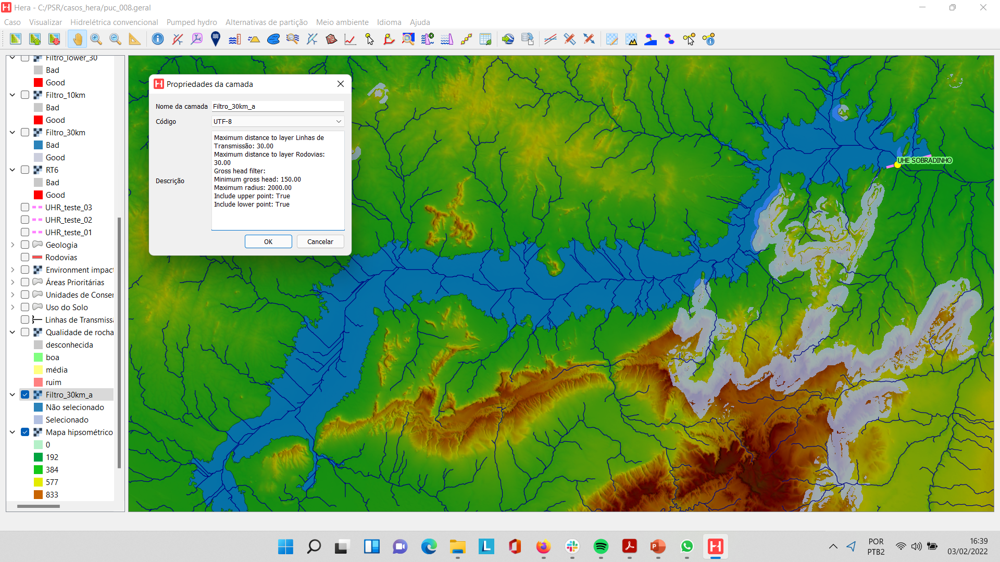 Hera - C:/PSR/casos_hera/puc_008.geral
Caso Visualizar Hidrelétrica convencional Pumped hydro Alternativas de partição Meio ambiente Idioma Ajuda
Filtro_lower_30
Bad
Good
Filtro_10km
Bad
Good
Filtro_30km
Bad
Good
RT6
Bad
Good
UHR_teste_03
UHR_teste_02
UHR_teste_01
Geologia
Rodovias
Environment impact
Áreas Prioritárias
Unidades de Conser
Uso do Solo
Linhas de Transmiss
Qualidade de rocha
desconhecida
boa
média
ruim
Filtro_30km_a
Não selecionado
Selecionado
Mapa hipsométrico
0
192
384
577
833
Propriedades da camada
Nome da camada Filtro_30km_a
Código UTF-8
Descrição
Maximum distance to layer Linhas de
Transmissão: 30.00
Maximum distance to layer Rodovias:
30.00
Gross head filter:
Minimum gross head: 150.00
Maximum radius: 2000.00
Include upper point: True
Include lower point: True
OK Cancelar
UHE SOBRADINHO
POR
PTB2
16:39
03/02/2022